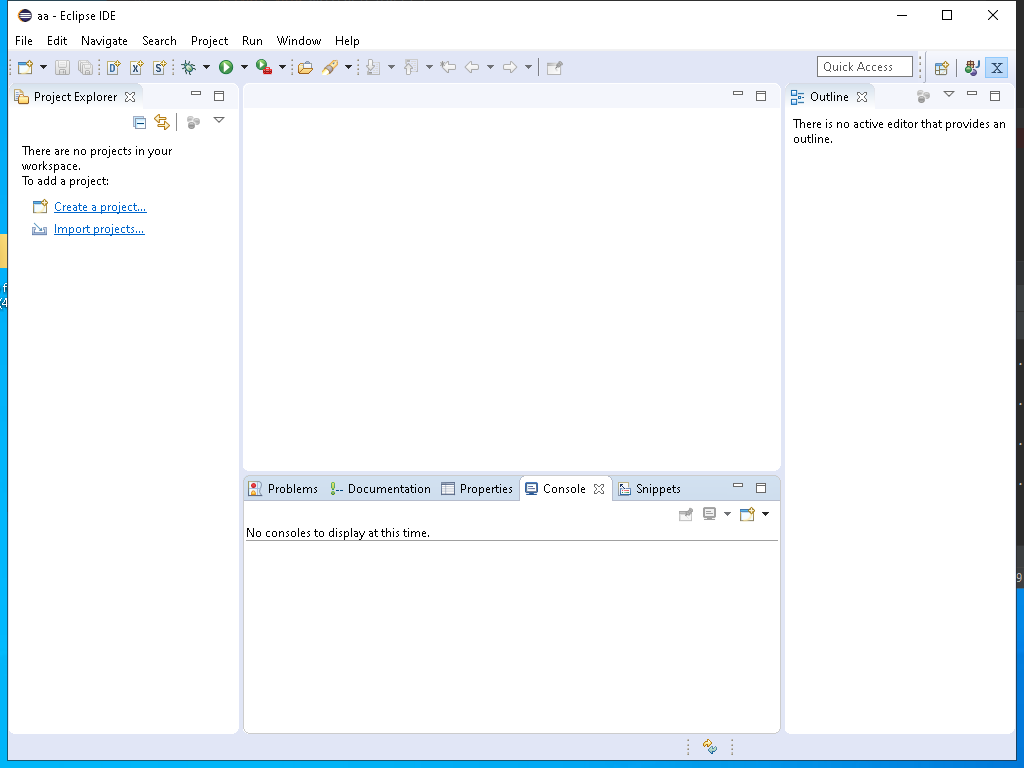 aa - Eclipse IDE
File Edit Navigate Search Project Run Window Help
Quick Access
Project Explorer
There are no projects in your
workspace.
To add a project:
Create a project...
Import projects...
Outline
There is no active editor that provides an
outline.
Problems Documentation Properties Console Snippets
No consoles to display at this time.